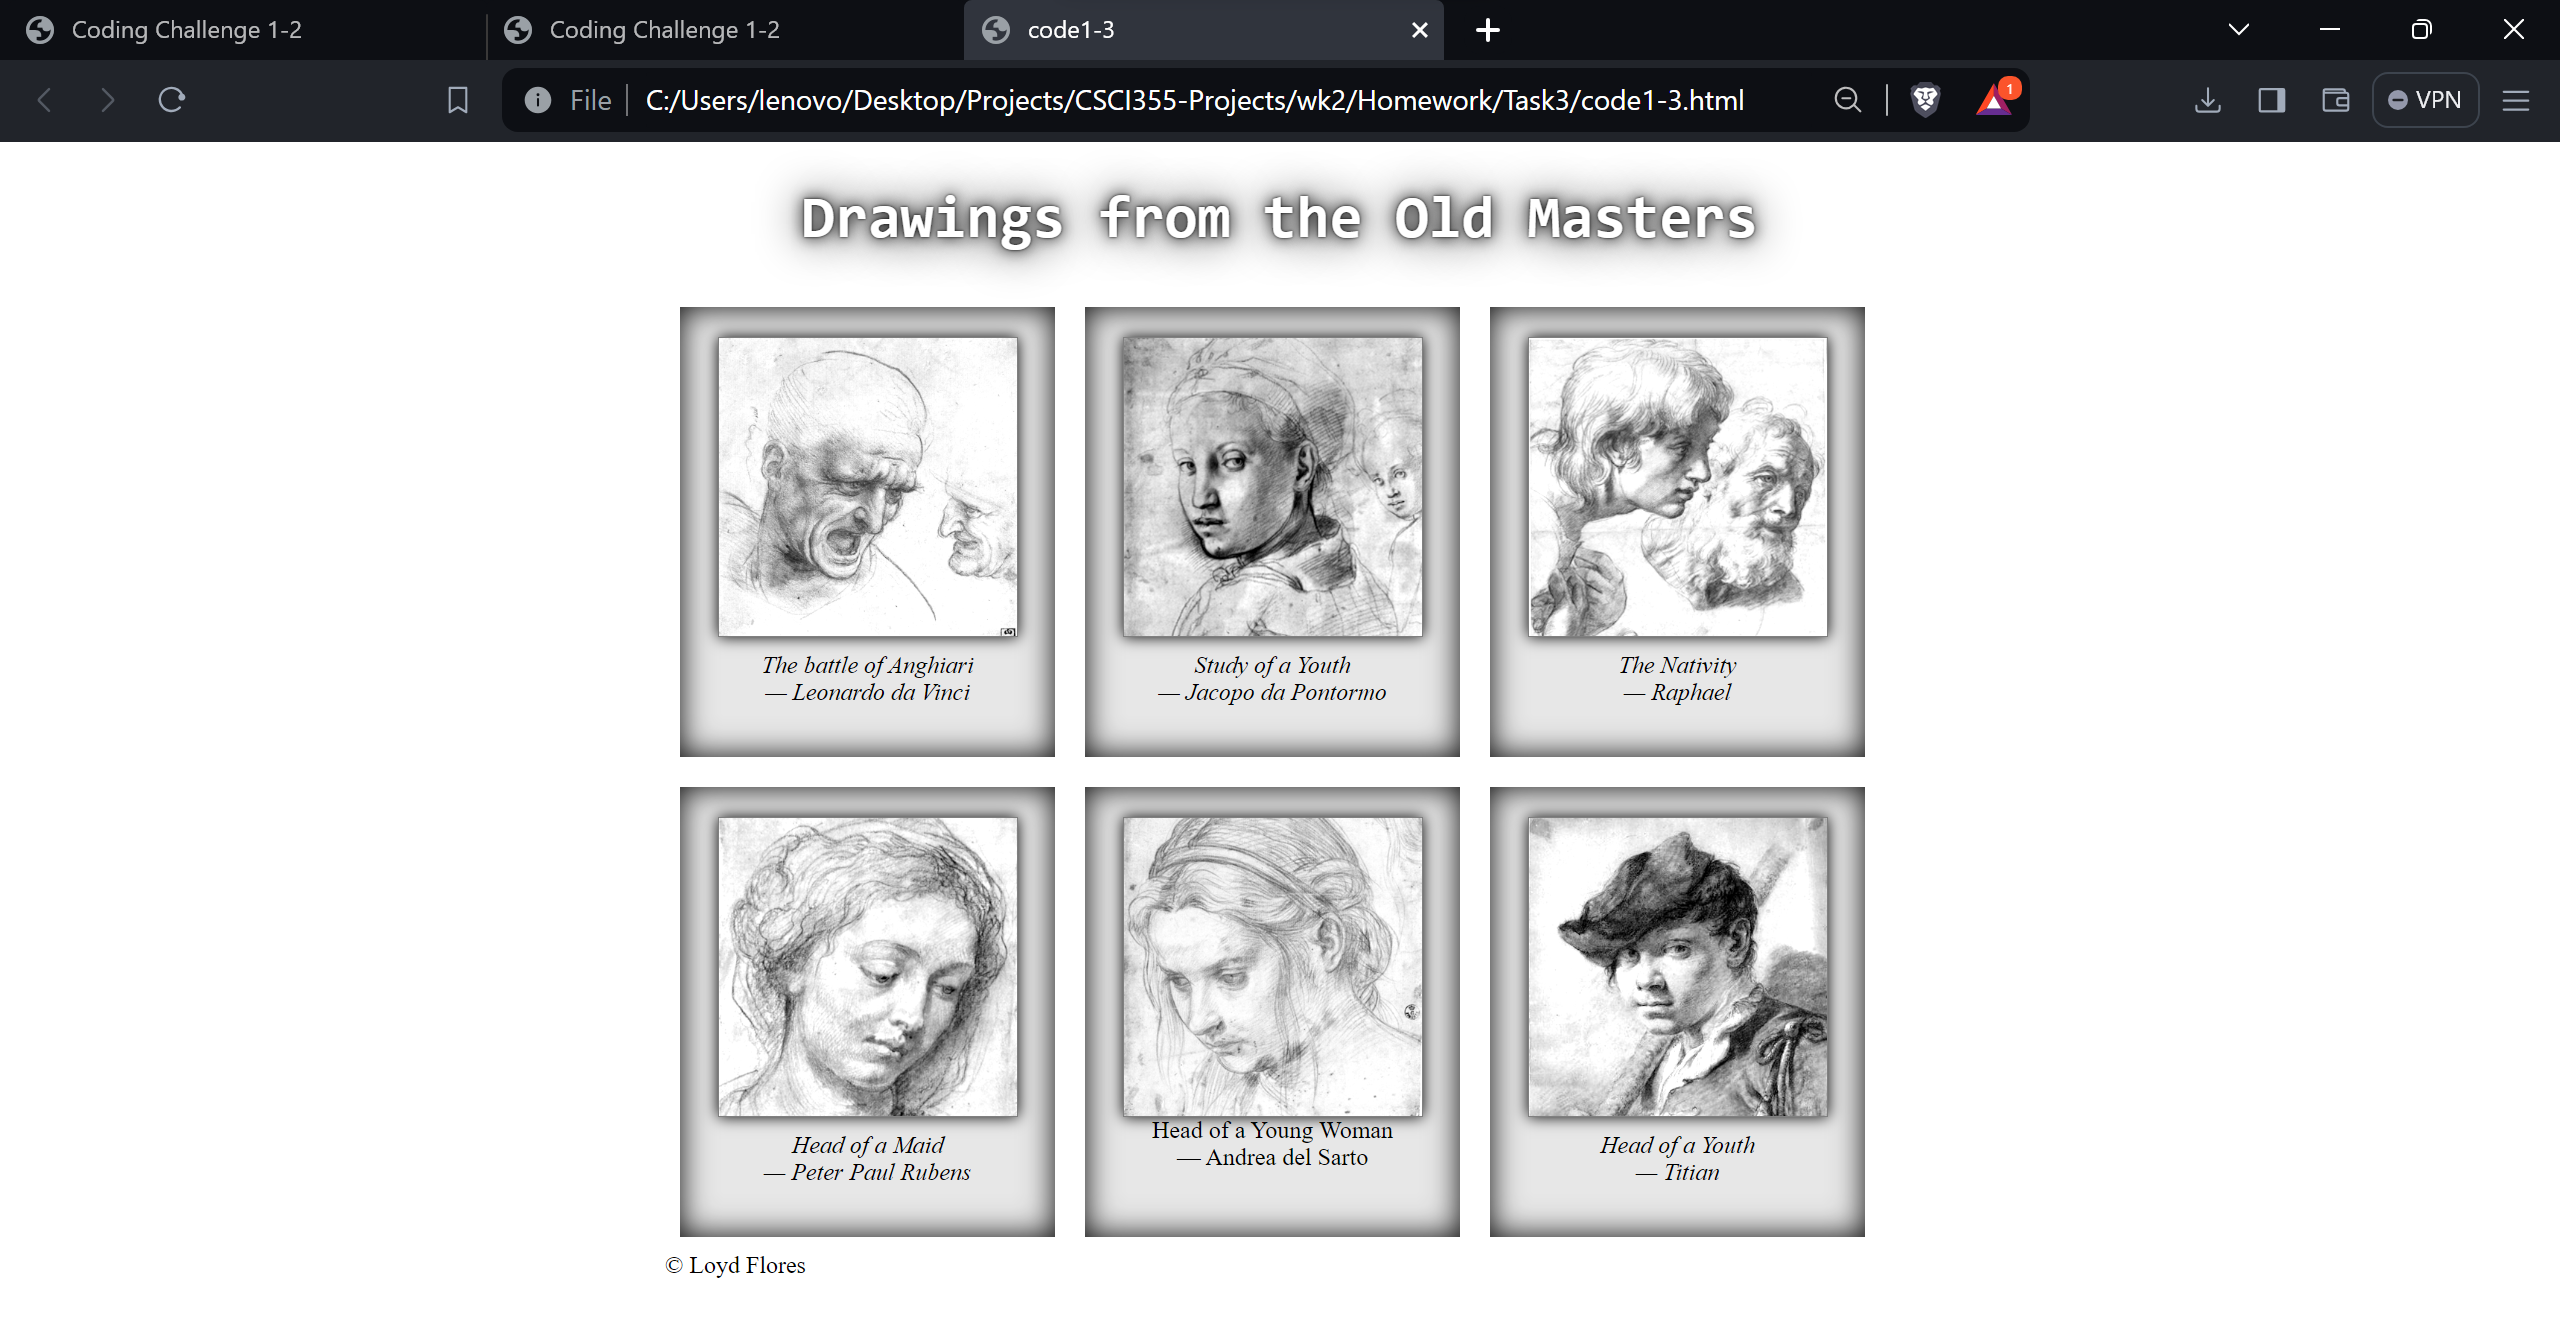 Coding Challenge 1-2
Coding Challenge 1-2
code1-3
File
C:/Users/lenovo/Desktop/Projects/CSCI355-Projects/wk2/Homework/Task3/code1-3.html
1
VPN
Drawings from the Old Masters
The battle of Anghiari
— Leonardo da Vinci
Study of a Youth
— Jacopo da Pontormo
The Nativity
— Raphael
Head of a Maid
— Peter Paul Rubens
Head of a Young Woman
— Andrea del Sarto
Head of a Youth
— Titian
© Loyd Flores